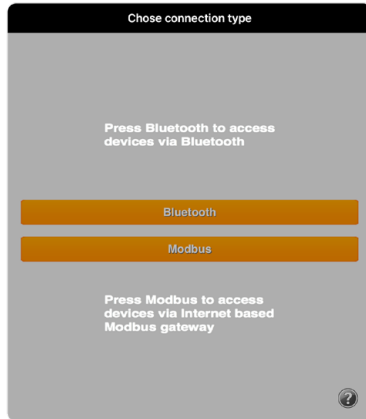 Chose connection type
Press Bluetooth to access
devices via Bluetooth
Bluetooth
Modbus
Press Modbus to access
devices via Internet based
Modbus gateway
?